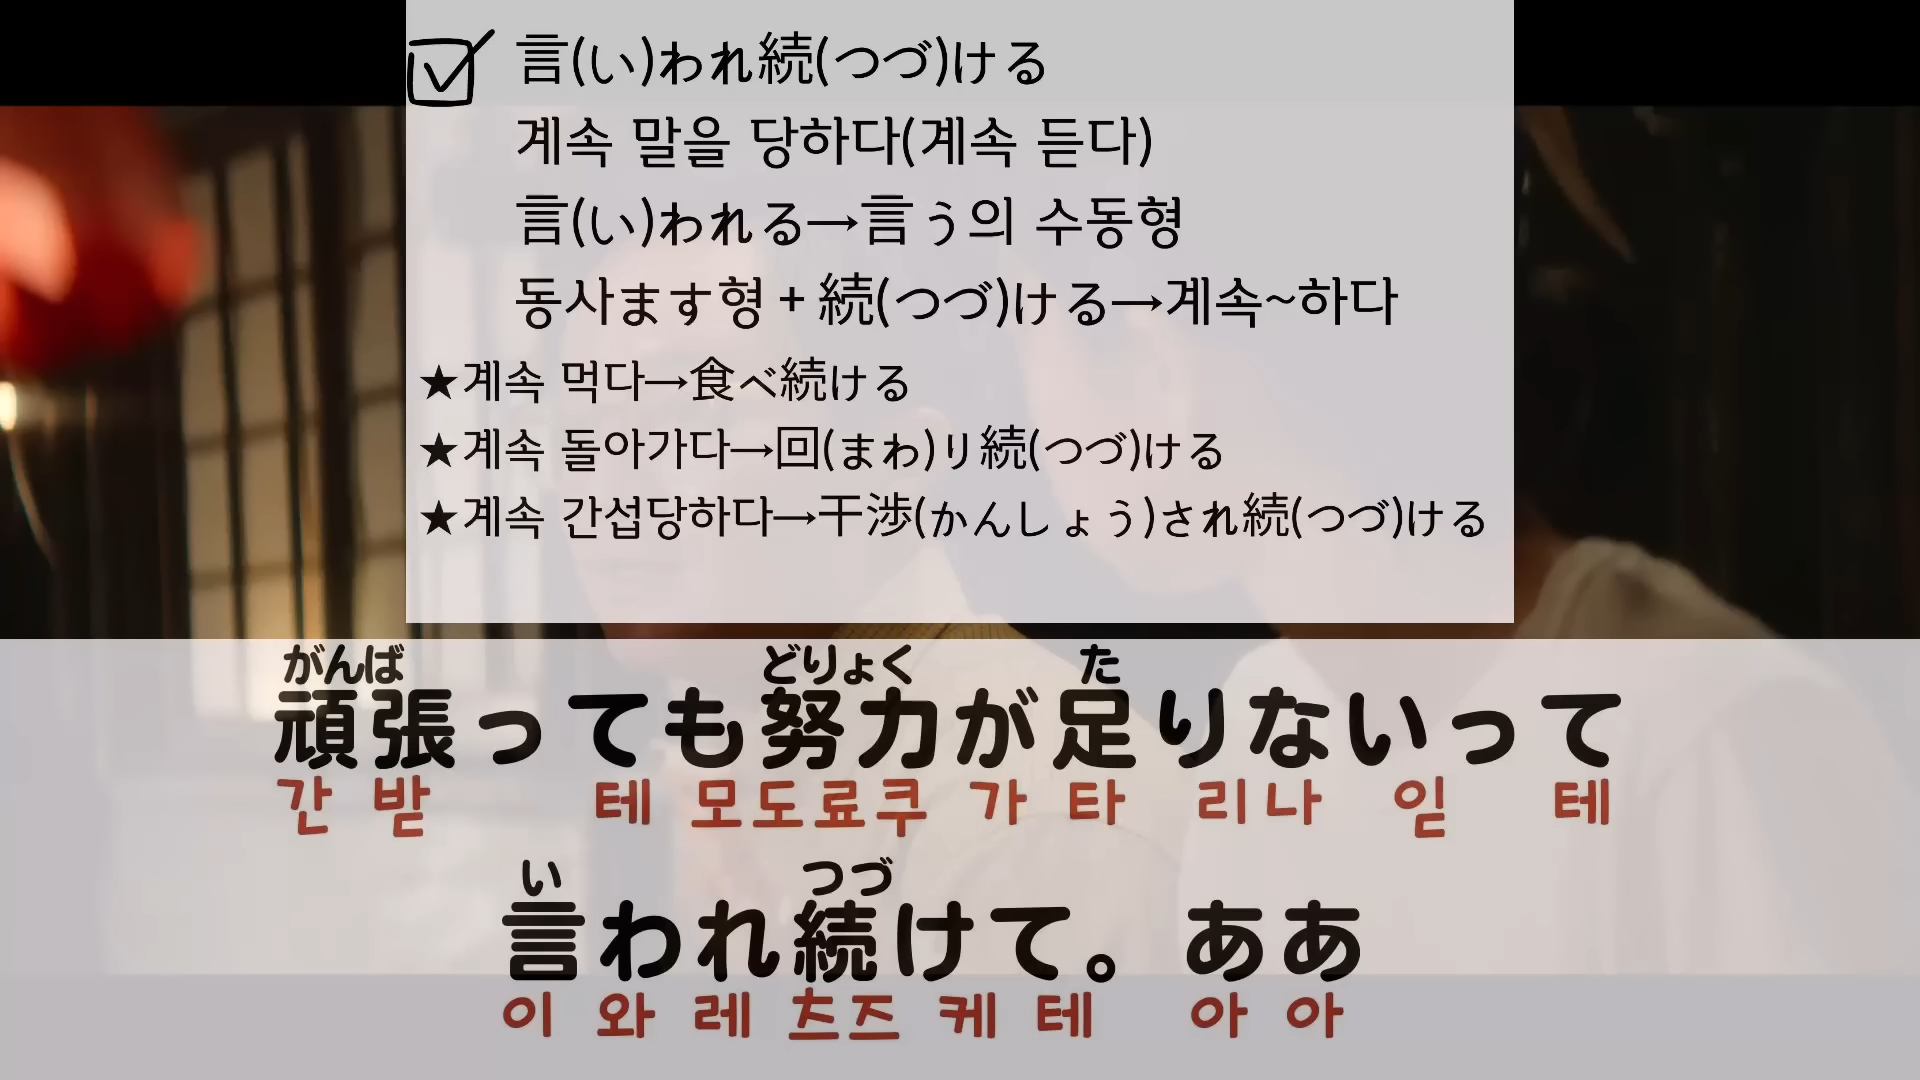 言(い)われ続(つづ)ける
계속 말을 당하다(계속 듣다)
言(い)われる→言う의 수동형
동사ます형 + 続(つづ)ける→계속~하다
★계속 먹다→食べ続ける
★계속 돌아가다→回(まわ)り続(つづ)ける
★계속 간섭당하다→干渉(かんしょう)され続(つづ)ける
がんば どりょく た
頑張っても努力が足りないって
간 받 테 모도료쿠 가 타 리나 읻 테
い つづ
言われ続けて。ああ
이 와 레 츠즈 케 테 아 아